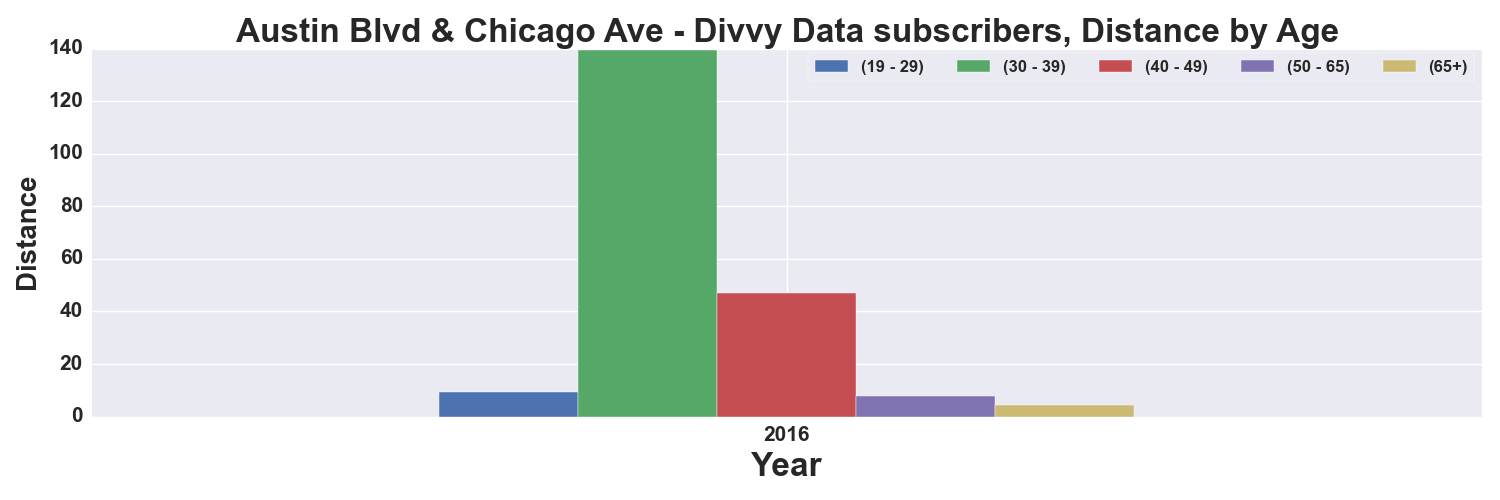 Austin Blvd & Chicago Ave - Divvy Data subscribers, Distance by Age
140
120
100
80
60
40
20
0
Distance
(19 - 29) (30 - 39) (40 - 49) (50 - 65) (65+)
2016
Year